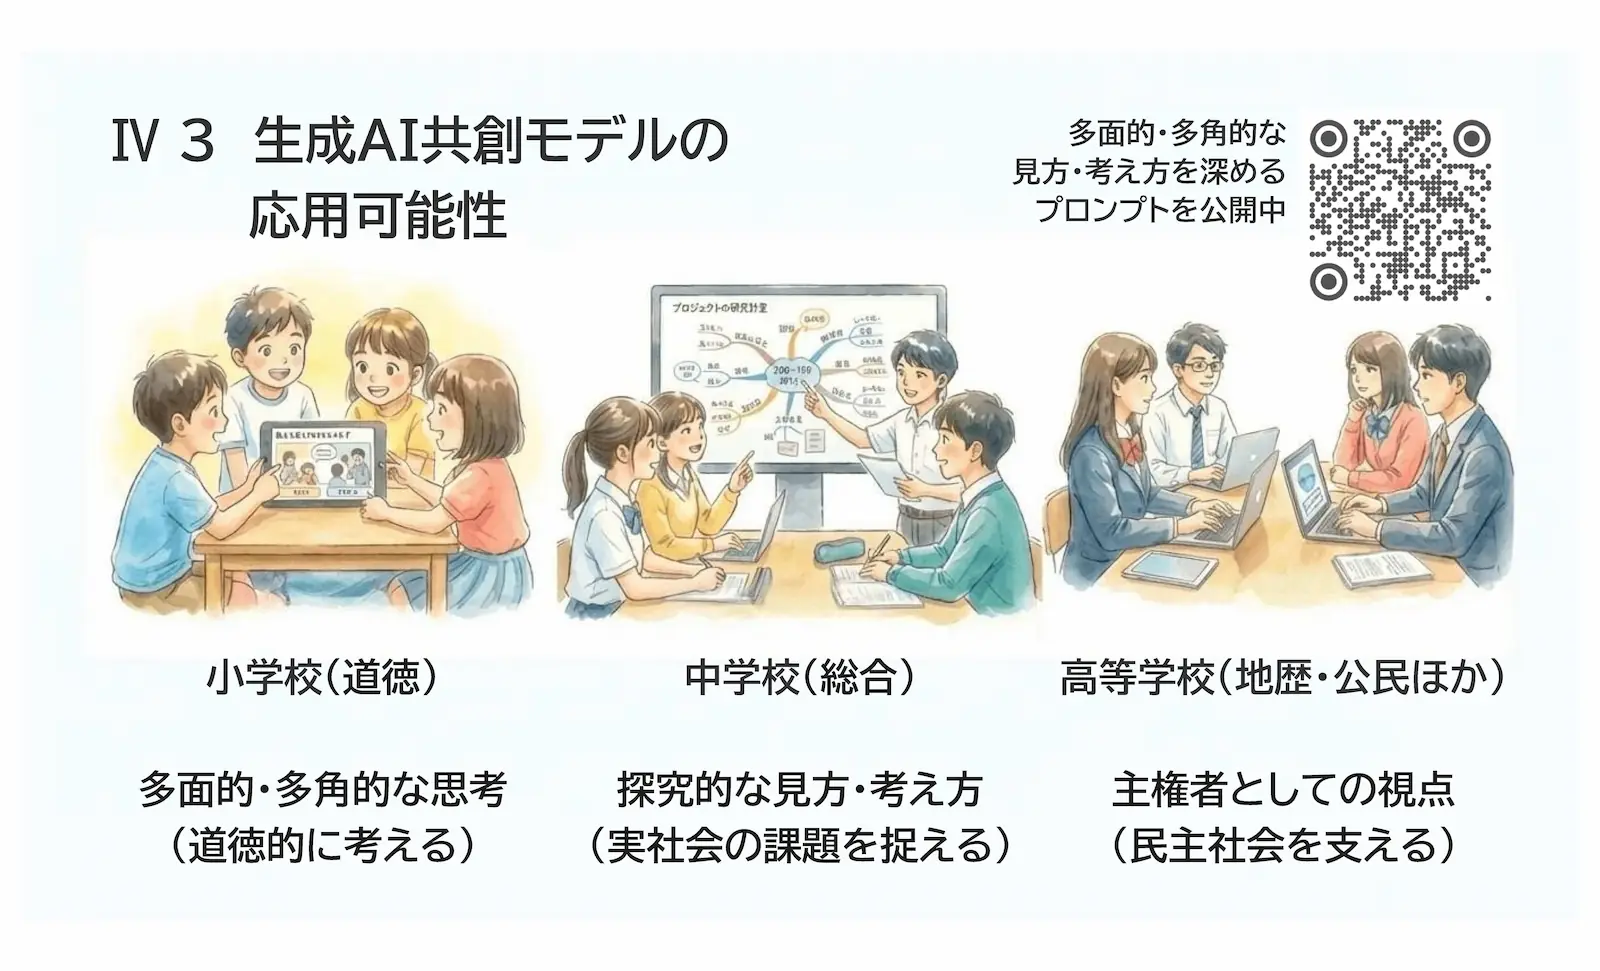 Ⅳ 3 生成AI共創モデルの
応用可能性
多面的・多角的な
見方・考え方を深める
プロンプトを公開中
プロジェクトの研究計画
小学校（道徳）
中学校（総合）
高等学校（地歴・公民ほか）
多面的・多角的な思考
（道徳的に考える）
探究的な見方・考え方
（実社会の課題を捉える）
主権者としての視点
（民主社会を支える）